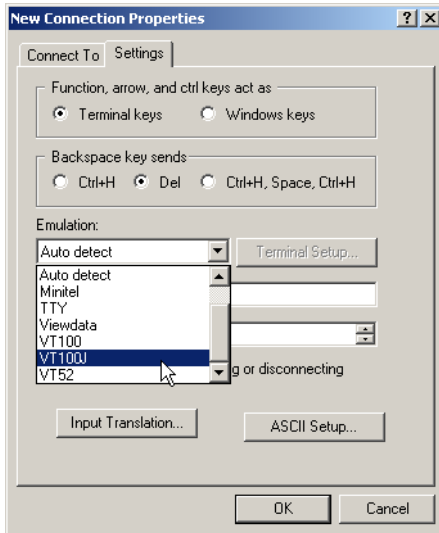 New Connection Properties
Connect To Settings
Function, arrow, and ctrl keys act as
Terminal keys Windows keys
Backspace key sends
Ctrl+H Del Ctrl+H, Space, Ctrl+H
Emulation:
Auto detect Terminal Setup...
Auto detect
Minitel
TTY
Viewdata
VT100
VT100J
VT52
or disconnecting
Input Translation... ASCII Setup...
OK Cancel